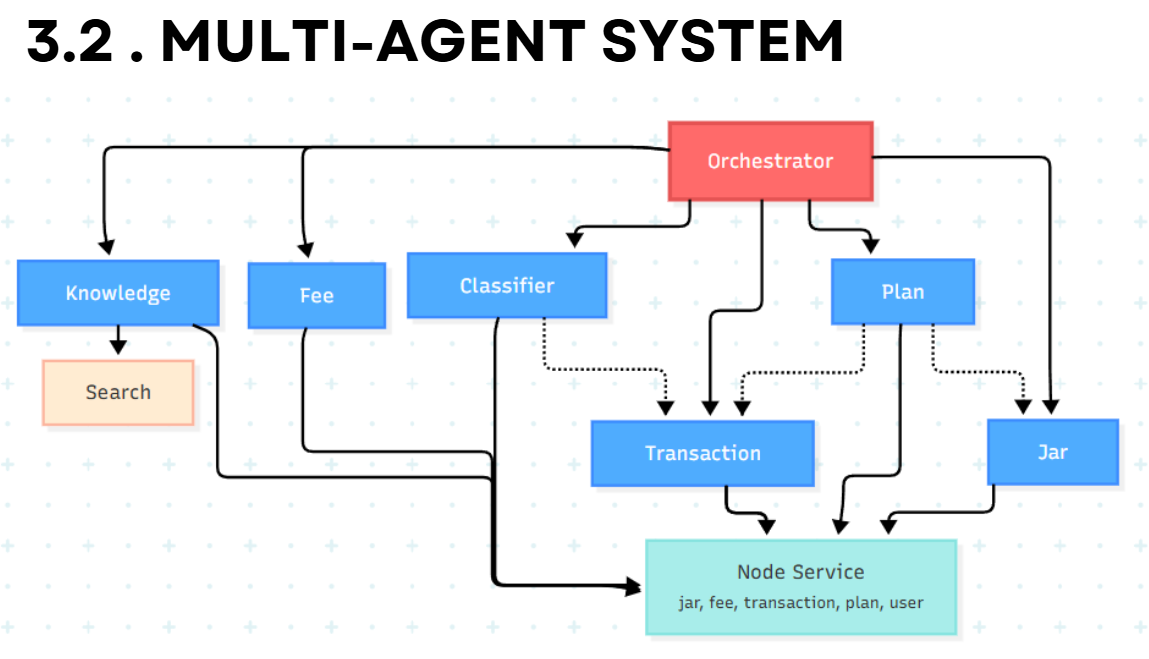 3.2 . MULTI-AGENT SYSTEM
Orchestrator
Knowledge
Fee
Classifier
Plan
Search
Transaction
Jar
Node Service
jar, fee, transaction, plan, user